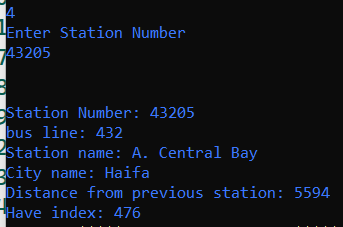 4
Enter Station Number
43205
Station Number: 43205
bus line: 432
Station name: A. Central Bay
City name: Haifa
Distance from previous station: 5594
Have index: 476